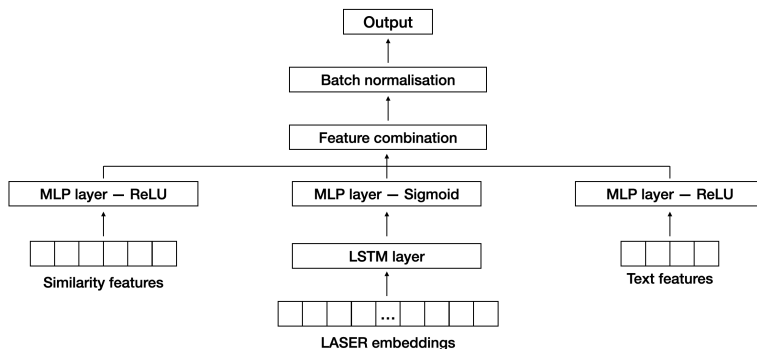 Output
Batch normalisation
Feature combination
MLP layer — ReLU
MLP layer — Sigmoid
MLP layer — ReLU
LSTM layer
Similarity features
Text features
...
LASER embeddings